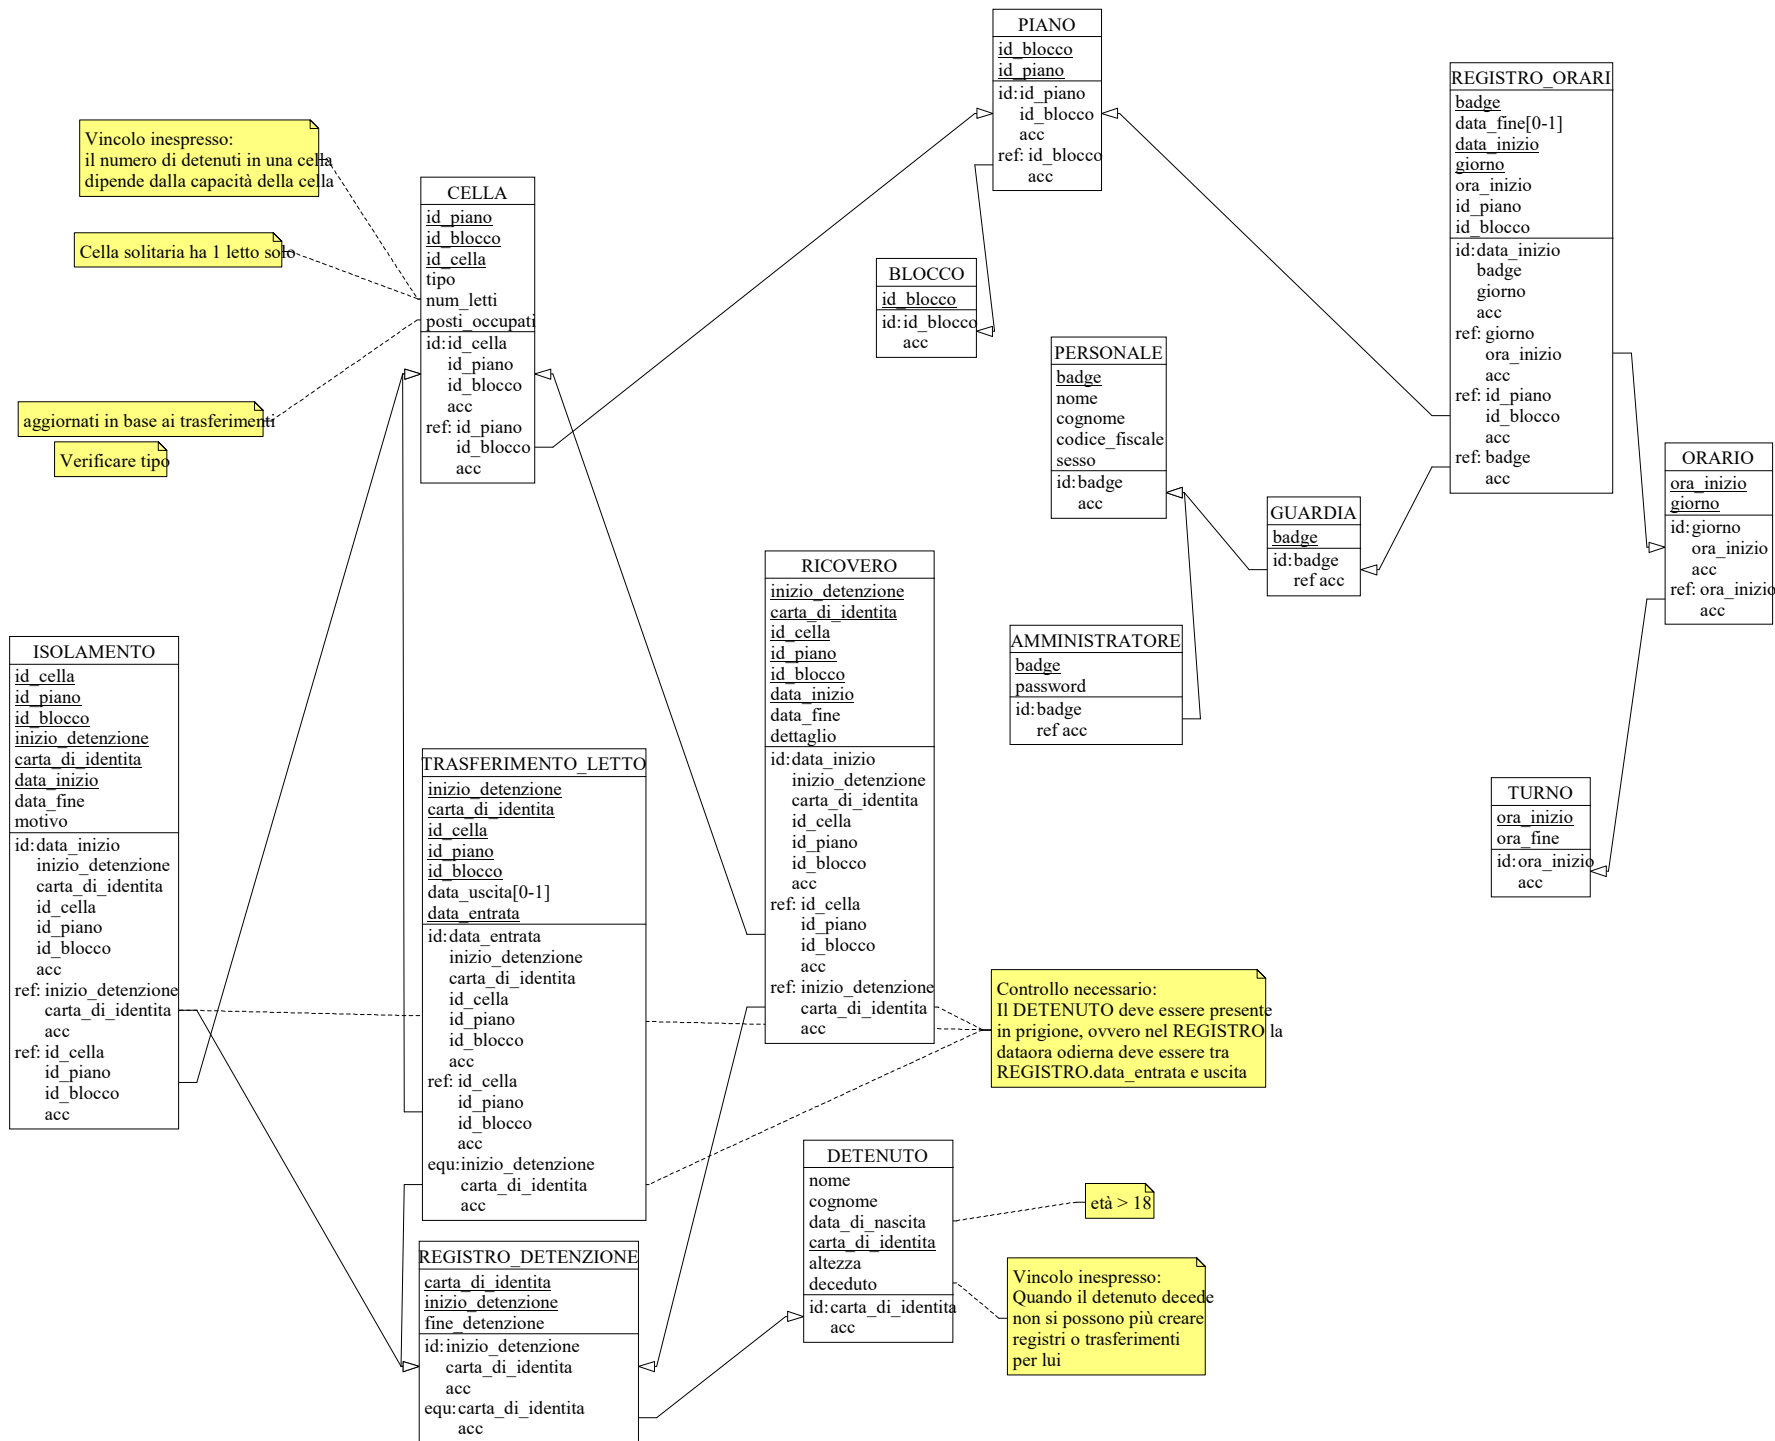 PIANO
id_blocco
id_piano
id:id_piano
id_blocco
acc
ref: id_blocco
acc
REGISTRO_ORARI
badge
data_fine[0-1]
data_inizio
giorno
ora_inizio
id_piano
id_blocco
id:data_inizio
badge
giorno
acc
ref: giorno
ora_inizio
acc
ref: id_piano
id_blocco
acc
ref: badge
acc
Vincolo inespresso:
il numero di detenuti in una cella
dipende dalla capacità della cella
Cella solitaria ha 1 letto solo
aggiornati in base ai trasferimenti
Verificare tipo
CELLA
id_piano
id_blocco
id_cella
tipo
num_letti
posti_occupati
id:id_cella
id_piano
id_blocco
acc
ref: id_piano
id_blocco
acc
BLOCCO
id_blocco
id:id_blocco
acc
PERSONALE
badge
nome
cognome
codice_fiscale
sesso
id:badge
acc
GUARDIA
badge
id:badge
ref acc
ORARIO
ora_inizio
giorno
id:giorno
ora_inizio
acc
ref: ora_inizio
acc
AMMINISTRATORE
badge
password
id:badge
ref acc
TURNO
ora_inizio
ora_fine
id:ora_inizio
acc
RICOVERO
inizio_detenzione
carta_di_identita
id_cella
id_piano
id_blocco
data_inizio
data_fine
dettaglio
id:data_inizio
inizio_detenzione
carta_di_identita
id_cella
id_piano
id_blocco
acc
ref: id_cella
id_piano
id_blocco
acc
ref: inizio_detenzione
carta_di_identita
acc
ISOLAMENTO
id_cella
id_piano
id_blocco
inizio_detenzione
carta_di_identita
data_inizio
data_fine
motivo
id:data_inizio
inizio_detenzione
carta_di_identita
id_cella
id_piano
id_blocco
acc
ref: inizio_detenzione
carta_di_identita
acc
ref: id_cella
id_piano
id_blocco
acc
TRASFERIMENTO_LETTO
inizio_detenzione
carta_di_identita
id_cella
id_piano
id_blocco
data_uscita[0-1]
data_entrata
id:data_entrata
inizio_detenzione
carta_di_identita
id_cella
id_piano
id_blocco
acc
ref: id_cella
id_piano
id_blocco
acc
equ:inizio_detenzione
carta_di_identita
acc
Controllo necessario:
Il DETENUTO deve essere presente
in prigione, ovvero nel REGISTRO la
dataora odierna deve essere tra
REGISTRO.data_entrata e uscita
DETENUTO
nome
cognome
data_di_nascita
carta_di_identita
altezza
deceduto
id:carta_di_identita
acc
età > 18
Vincolo inespresso:
Quando il detenuto decede
non si possono più creare
registri o trasferimenti
per lui
REGISTRO_DETENZIONE
carta_di_identita
inizio_detenzione
fine_detenzione
id:inizio_detenzione
carta_di_identita
acc
equ:carta_di_identita
acc